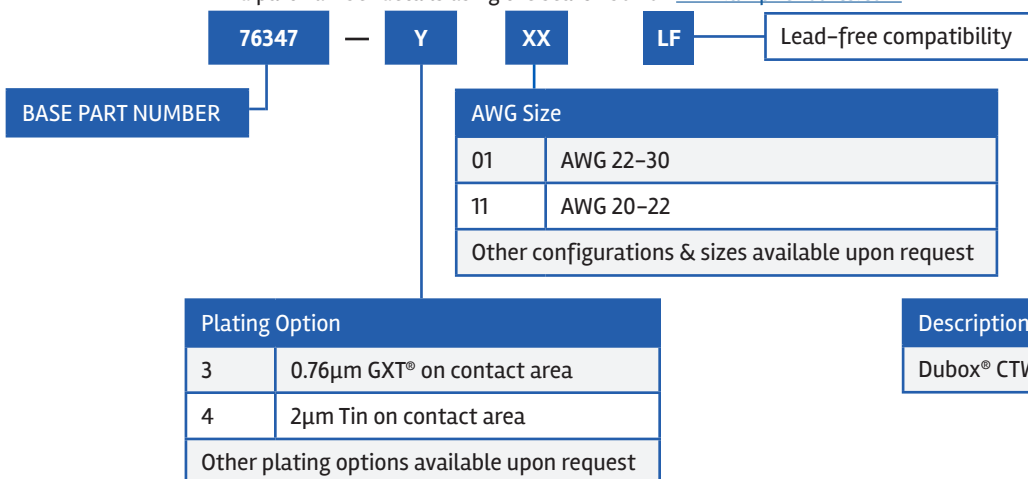 76347 — Y XX LF Lead-free compatibility
BASE PART NUMBER
AWG Size
01 AWG 22-30
11 AWG 20-22
Other configurations & sizes available upon request
Plating Option
3 0.76µm GXT® on contact area
4 2µm Tin on contact area
Other plating options available upon request
Description
Dubox® CTW